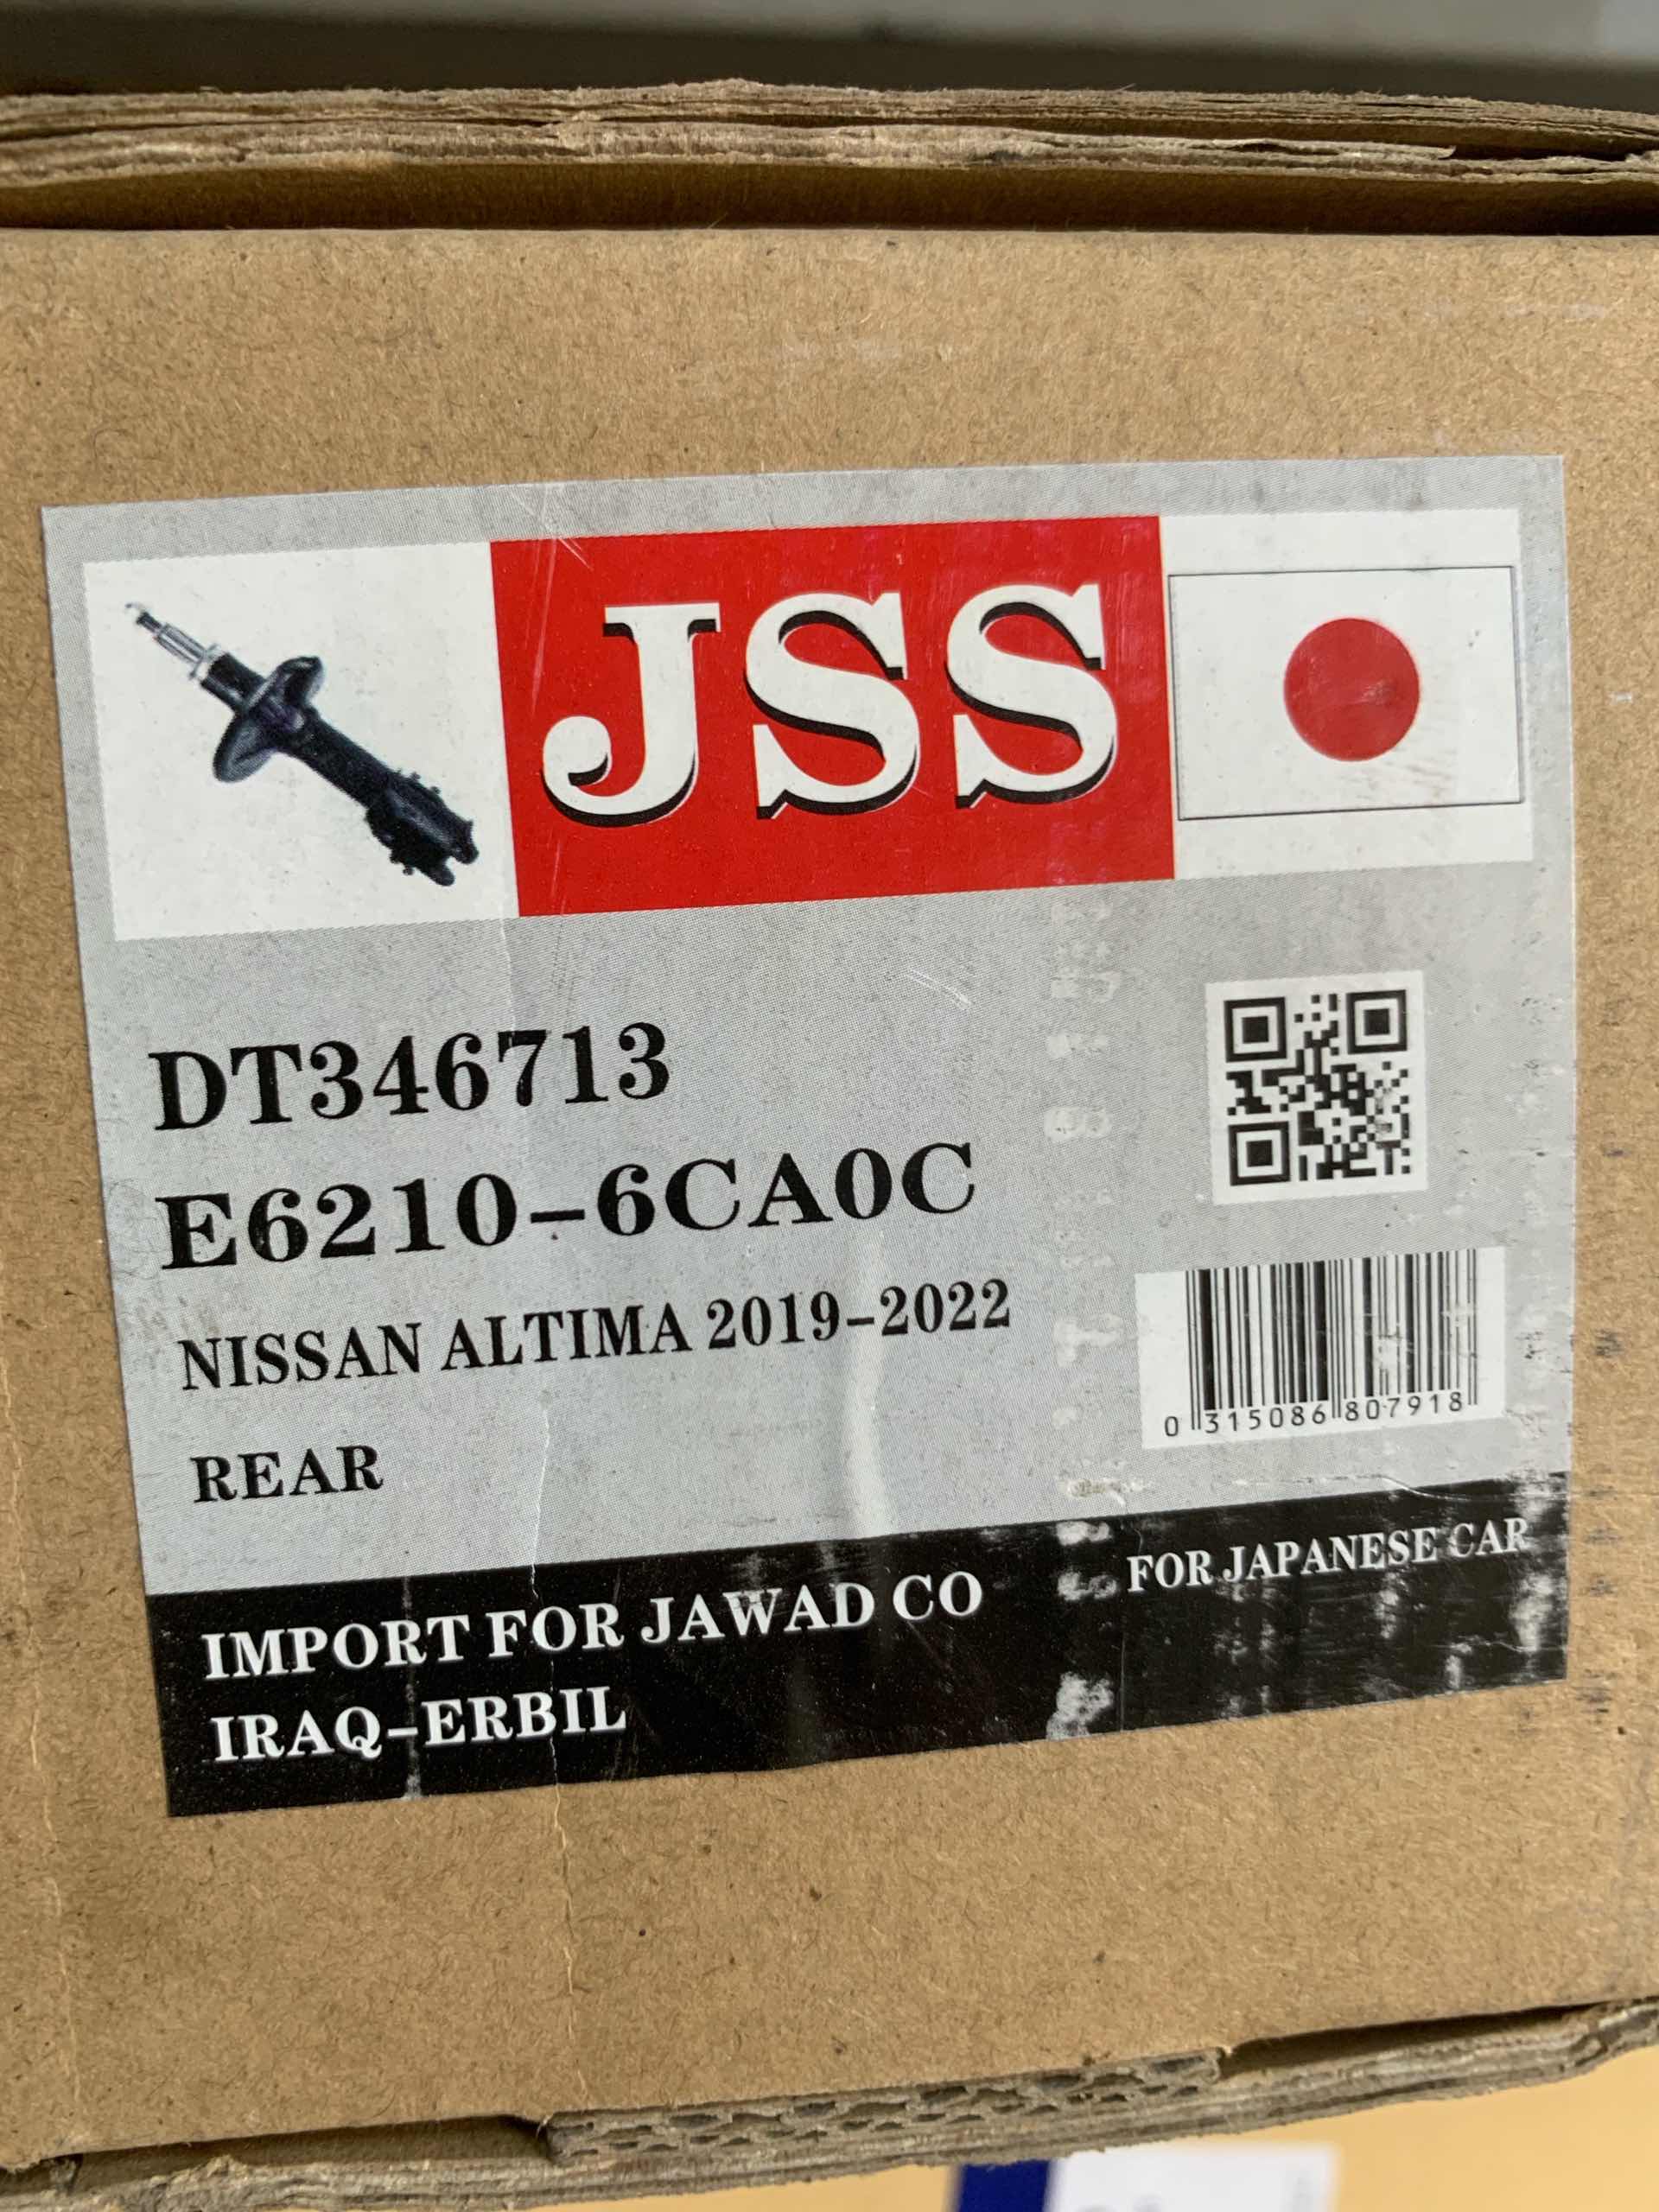 JSS
DT346713
E6210-6CA0C
NISSAN ALTIMA 2019-2022
REAR
0 315086 807918
FOR JAPANESE CAR
IMPORT FOR JAWAD CO
IRAQ-ERBIL